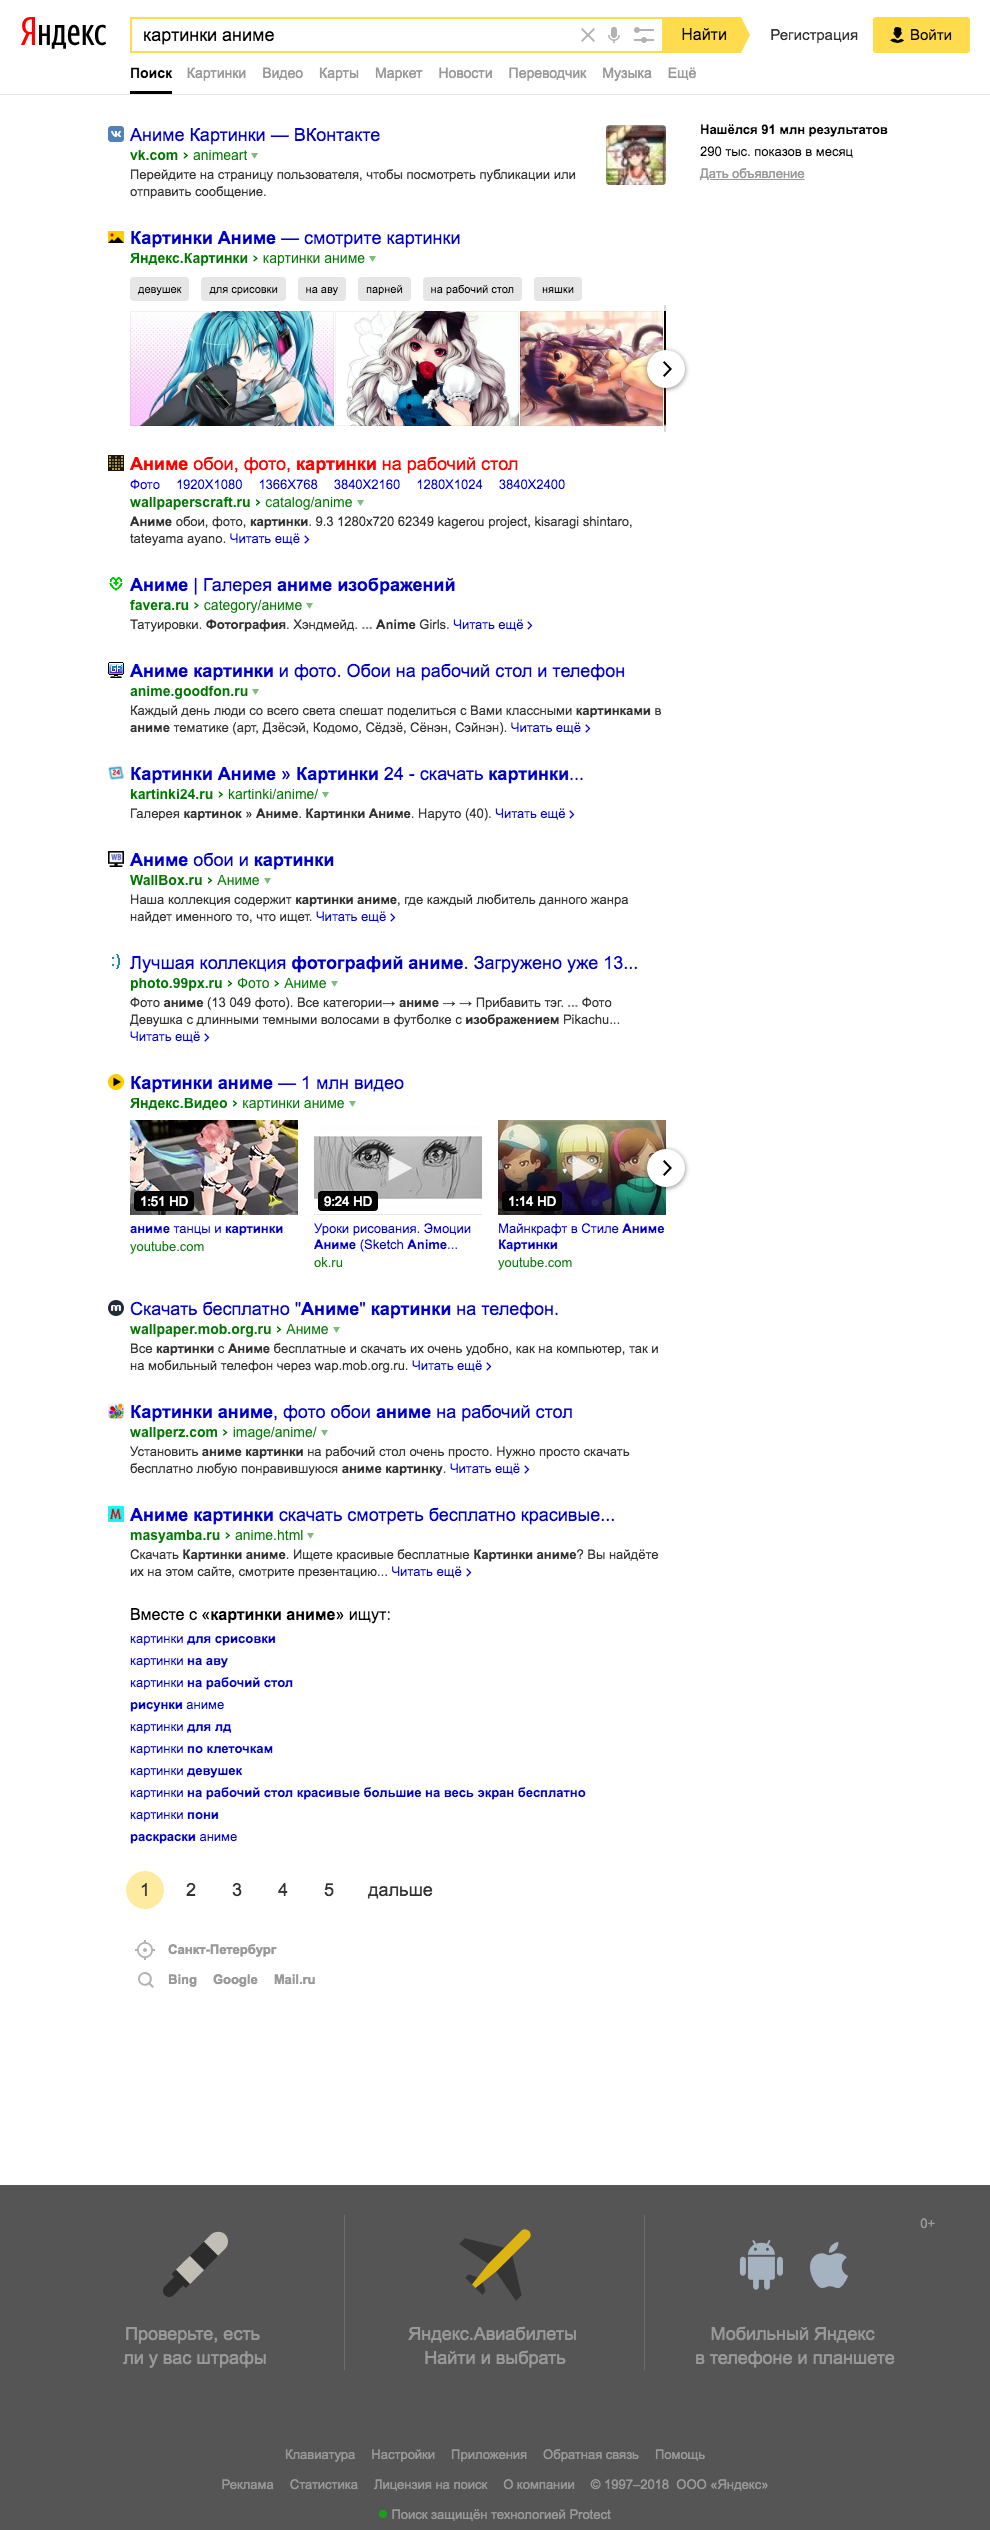 Яндекс
картинки аниме
Найти
Регистрация
Войти
Поиск Картинки Видео Карты Маркет Новости Переводчик Музыка Ещё
Аниме Картинки — ВКонтакте
vk.com › animeart
Перейдите на страницу пользователя, чтобы посмотреть публикации или
отправить сообщение.
Нашёлся 91 млн результатов
290 тыс. показов в месяц
Дать объявление
Картинки Аниме — смотрите картинки
Яндекс.Картинки › картинки аниме
девушек для срисовки на аву парней на рабочий стол няшки
Аниме обои, фото, картинки на рабочий стол
Фото 1920X1080 1366X768 3840X2160 1280X1024 3840X2400
wallpaperscraft.ru › catalog/anime
Аниме обои, фото, картинки. 9.3 1280x720 62349 kagerou project, kisaragi shintaro,
tateyama ayano. Читать ещё ›
Аниме | Галерея аниме изображений
favera.ru › category/аниме
Татуировки. Фотография. Хэндмейд. ... Anime Girls. Читать ещё ›
Аниме картинки и фото. Обои на рабочий стол и телефон
anime.goodfon.ru
Каждый день люди со всего света спешат поделиться с Вами классными картинками в
аниме тематике (арт, Дзёсэй, Кодомо, Сёдзё, Сёнэн, Сэйнэн). Читать ещё ›
24
Картинки Аниме » Картинки 24 - скачать картинки...
kartinki24.ru › kartinki/anime/
Галерея картинок » Аниме. Картинки Аниме. Наруто (40). Читать ещё ›
WB
Аниме обои и картинки
WallBox.ru › Аниме
Наша коллекция содержит картинки аниме, где каждый любитель данного жанра
найдет именного то, что ищет. Читать ещё ›
:)
Лучшая коллекция фотографий аниме. Загружено уже 13...
photo.99px.ru › Фото › Аниме
Фото аниме (13 049 фото). Все категории→ аниме → → Прибавить тэг. ... Фото
Девушка с длинными темными волосами в футболке с изображением Pikachu...
Читать ещё ›
Картинки аниме — 1 млн видео
Яндекс.Видео › картинки аниме
1:51 HD
9:24 HD
1:14 HD
аниме танцы и картинки
youtube.com
Уроки рисования. Эмоции
Аниме (Sketch Anime...
ok.ru
Майнкрафт в Стиле Аниме
Картинки
youtube.com
m
Скачать бесплатно "Аниме" картинки на телефон.
wallpaper.mob.org.ru › Аниме
Все картинки с Аниме бесплатные и скачать их очень удобно, как на компьютер, так и
на мобильный телефон через wap.mob.org.ru. Читать ещё ›
Картинки аниме, фото обои аниме на рабочий стол
wallperz.com › image/anime/
Установить аниме картинки на рабочий стол очень просто. Нужно просто скачать
бесплатно любую понравившуюся аниме картинку. Читать ещё ›
M
Аниме картинки скачать смотреть бесплатно красивые...
masyamba.ru › anime.html
Скачать Картинки аниме. Ищете красивые бесплатные Картинки аниме? Вы найдёте
их на этом сайте, смотрите презентацию... Читать ещё ›
Вместе с «картинки аниме» ищут:
картинки для срисовки
картинки на аву
картинки на рабочий стол
рисунки аниме
картинки для лд
картинки по клеточкам
картинки девушек
картинки на рабочий стол красивые большие на весь экран бесплатно
картинки пони
раскраски аниме
1 2 3 4 5 дальше
Санкт-Петербург
Bing Google Mail.ru
0+
Проверьте, есть
ли у вас штрафы
Яндекс.Авиабилеты
Найти и выбрать
Мобильный Яндекс
в телефоне и планшете
Клавиатура Настройки Приложения Обратная связь Помощь
Реклама Статистика Лицензия на поиск О компании © 1997–2018 ООО «Яндекс»
Поиск защищён технологией Protect